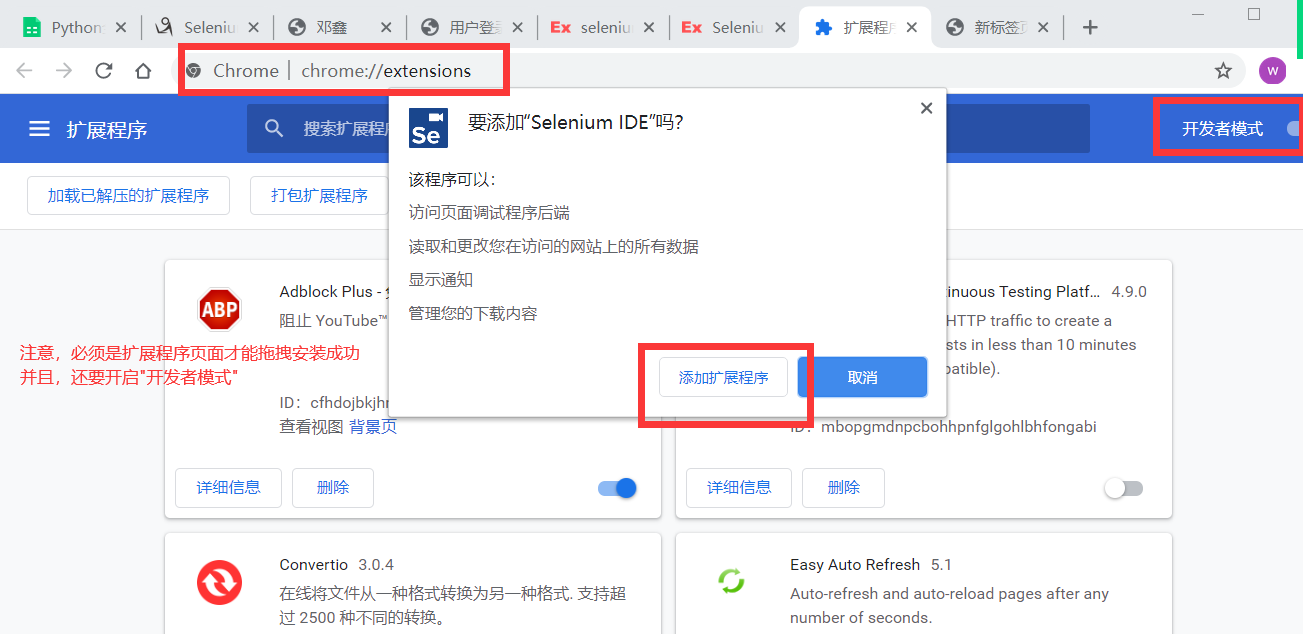 Python
Seleniu
邓鑫
用户登录
Ex seleniu
Ex Seleniu
扩展程序
新标签页
Chrome | chrome://extensions
W
扩展程序
搜索扩展程序
开发者模式
加载已解压的扩展程序
打包扩展程序
Se
要添加“Selenium IDE”吗?
该程序可以:
访问页面调试程序后端
读取和更改您在访问的网站上的所有数据
显示通知
管理您的下载内容
添加扩展程序
取消
ABP
Adblock Plus -
阻止 YouTube™
注意，必须是扩展程序页面才能拖拽安装成功
并且，还要开启"开发者模式"
ID：cfhdojbkjhn
查看视图 背景页
详细信息
删除
inuous Testing Platf... 4.9.0
HTTP traffic to create a
sts in less than 10 minutes
patible).
ID：mbopgmdnpcbohhpnfglgohlbhfongabi
详细信息
删除
Convertio 3.0.4
在线将文件从一种格式转换为另一种格式. 支持超
过 2500 种不同的转换。
Easy Auto Refresh 5.1
Auto-refresh and auto-reload pages after any
number of seconds.